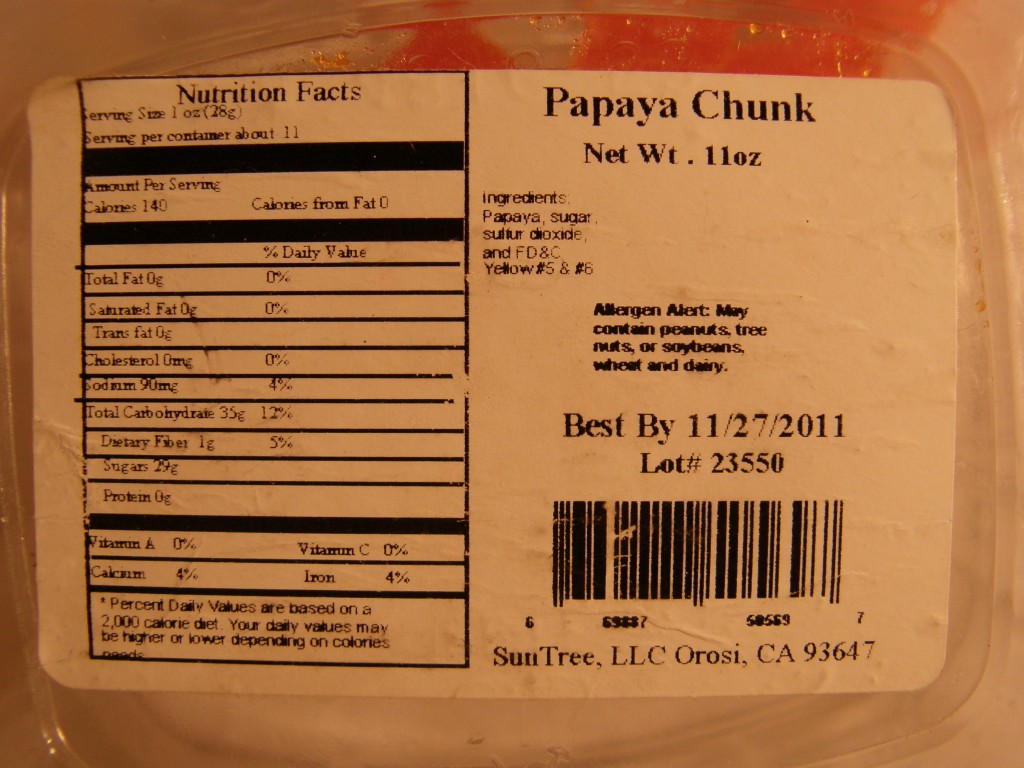 Nutrition Facts
Serving Size 1 oz (28g)
Serving per container about 11
Amount Per Serving
Calories 140 Calories from Fat 0
% Daily Value
Total Fat 0g 0%
Saturated Fat 0g 0%
Trans fat 0g
Cholesterol 0mg 0%
Sodium 90mg 4%
Total Carbohydrate 35g 12%
Dietary Fiber 1g 5%
Sugars 29g
Protein 0g
Vitamin A 0% Vitamin C 0%
Calcium 4% Iron 4%
* Percent Daily Values are based on a
2,000 calorie diet. Your daily values may
be higher or lower depending on colories
needs
Papaya Chunk
Net Wt . 11oz
Ingredients:
Papaya, sugar,
sulfur dioxide,
and FD&C
Yellow #5 & #6
Allergen Alert: May
contain peanuts, tree
nuts, or soybeans,
wheat and dairy.
Best By 11/27/2011
Lot# 23550
6 69887 50569 7
SunTree, LLC Orosi, CA 93647